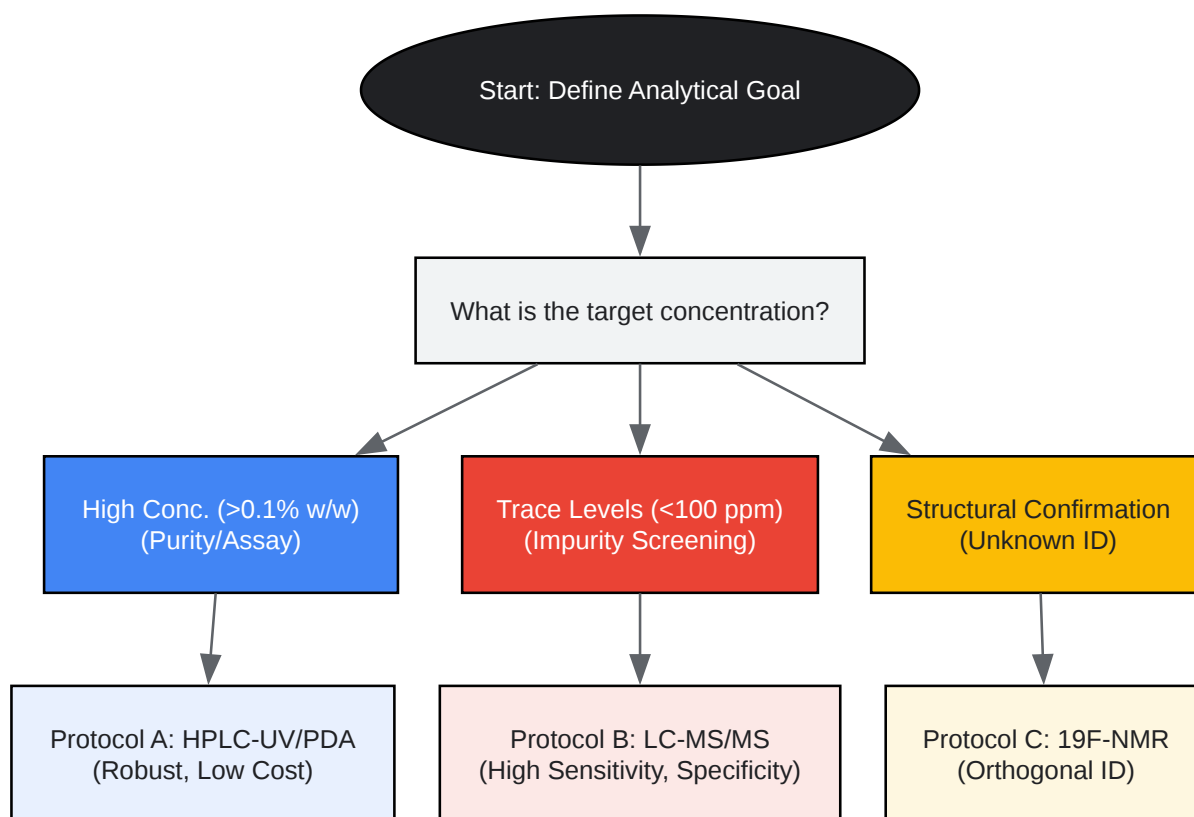 Start: Define Analytical Goal
What is the target concentration?
High Conc. (>0.1% w/w)
(Purity/Assay)
Trace Levels (<100 ppm)
(Impurity Screening)
Structural Confirmation
(Unknown ID)
Protocol A: HPLC-UV/PDA
(Robust, Low Cost)
Protocol B: LC-MS/MS
(High Sensitivity, Specificity)
Protocol C: 19F-NMR
(Orthogonal ID)